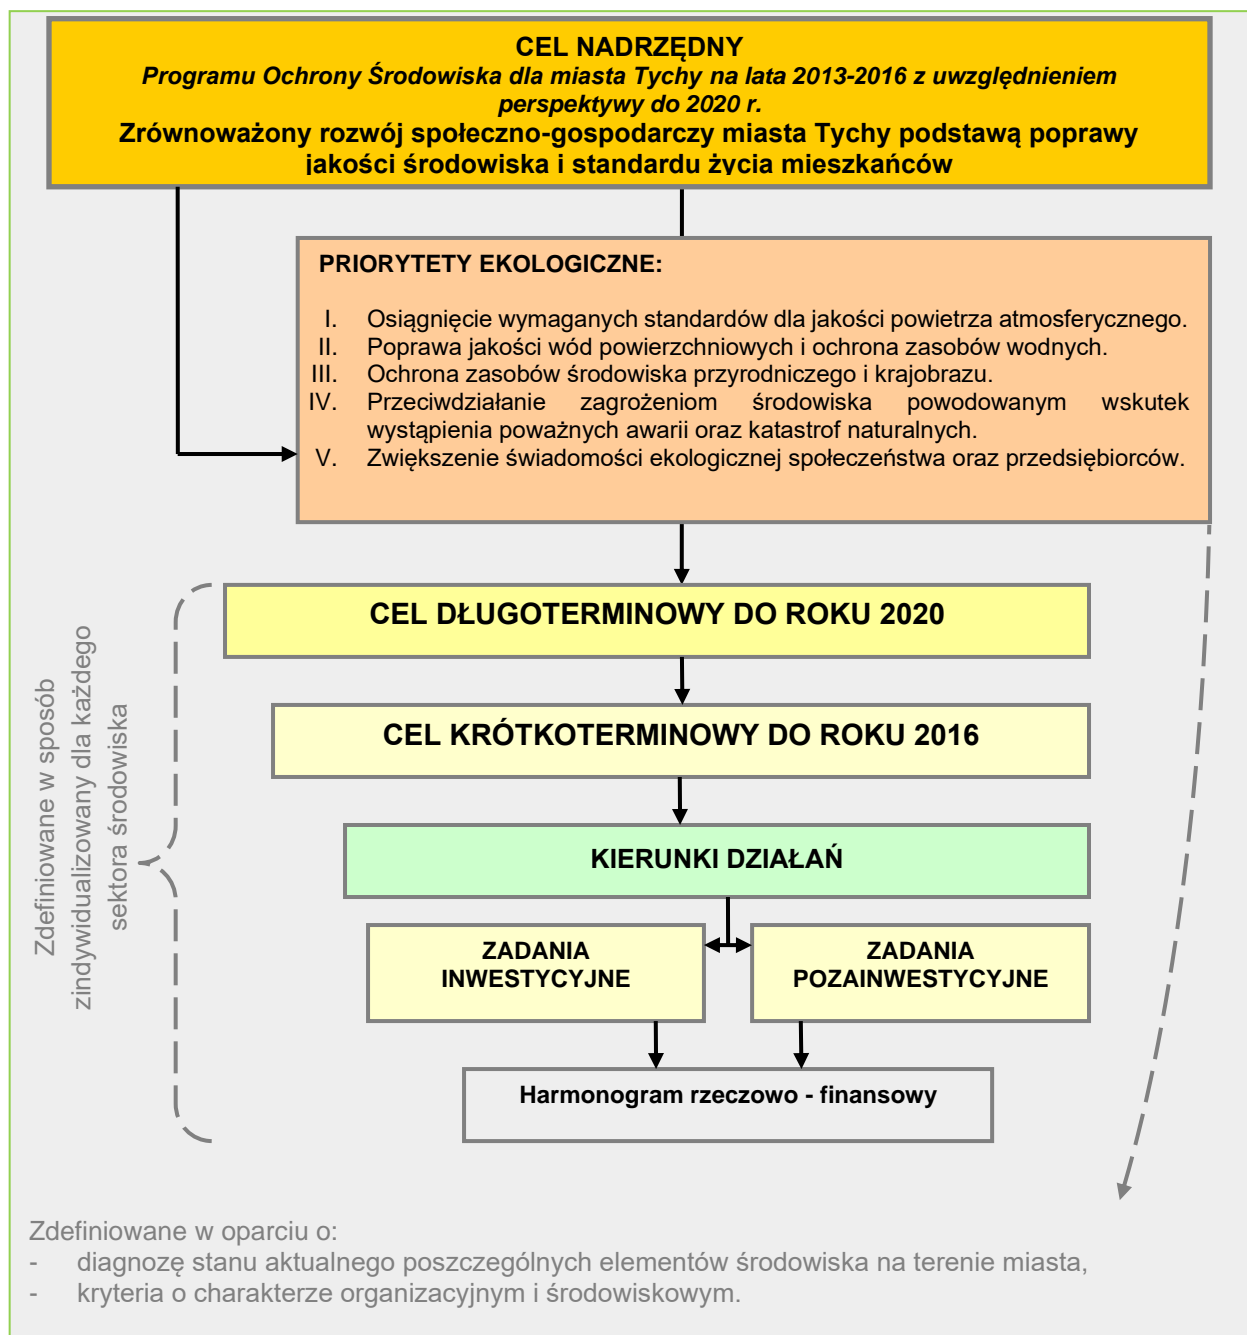 CEL NADRZĘDNY
Programu Ochrony Środowiska dla miasta Tychy na lata 2013-2016 z uwzględnieniem
perspektywy do 2020 r.
Zrównoważony rozwój społeczno-gospodarczy miasta Tychy podstawą poprawy
jakości środowiska i standardu życia mieszkańców
PRIORYTETY EKOLOGICZNE:
I. Osiągnięcie wymaganych standardów dla jakości powietrza atmosferycznego.
II. Poprawa jakości wód powierzchniowych i ochrona zasobów wodnych.
III. Ochrona zasobów środowiska przyrodniczego i krajobrazu.
IV. Przeciwdziałanie zagrożeniom środowiska powodowanym wskutek
wystąpienia poważnych awarii oraz katastrof naturalnych.
V. Zwiększenie świadomości ekologicznej społeczeństwa oraz przedsiębiorców.
CEL DŁUGOTERMINOWY DO ROKU 2020
CEL KRÓTKOTERMINOWY DO ROKU 2016
KIERUNKI DZIAŁAŃ
ZADANIA
INWESTYCYJNE
ZADANIA
POZAINWESTYCYJNE
Harmonogram rzeczowo - finansowy
Zdefiniowane w sposób
zindywidualizowany dla każdego
sektora środowiska
Zdefiniowane w oparciu o:
- diagnozę stanu aktualnego poszczególnych elementów środowiska na terenie miasta,
- kryteria o charakterze organizacyjnym i środowiskowym.